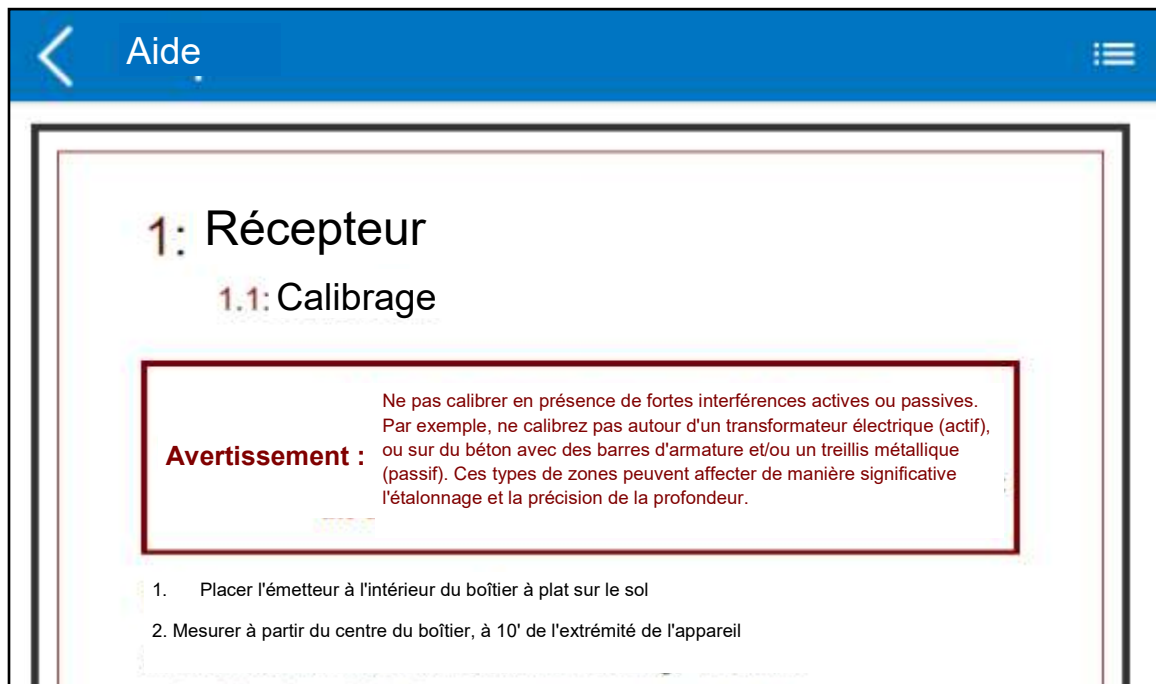 Aide
1: Récepteur
1.1: Calibrage
Avertissement :
Ne pas calibrer en présence de fortes interférences actives ou passives.
Par exemple, ne calibrez pas autour d'un transformateur électrique (actif),
ou sur du béton avec des barres d'armature et/ou un treillis métallique
(passif). Ces types de zones peuvent affecter de manière significative
l'étalonnage et la précision de la profondeur.
1. Placer l'émetteur à l'intérieur du boîtier à plat sur le sol
2. Mesurer à partir du centre du boîtier, à 10' de l'extrémité de l'appareil